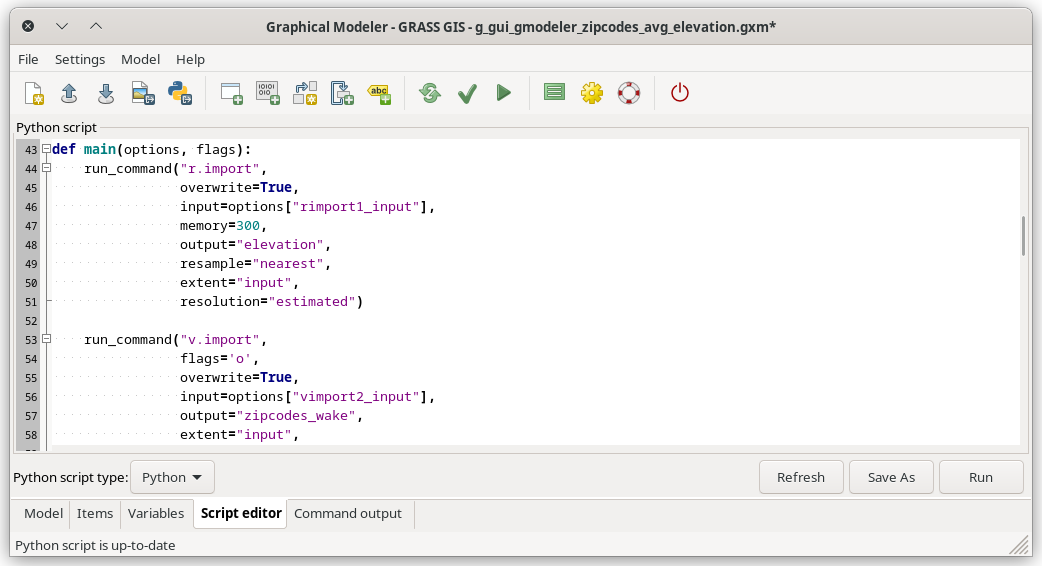 Graphical Modeler - GRASS GIS - g_gui_gmodeler_zipcodes_avg_elevation.gxm*
File Settings Model Help
Python script
43 def main(options, flags):
44 run_command("r.import",
45 overwrite=True,
46 input=options["rimport1_input"],
47 memory=300,
48 output="elevation",
49 resample="nearest",
50 extent="input",
51 resolution="estimated")
52
53 run_command("v.import",
54 flags='o',
55 overwrite=True,
56 input=options["vimport2_input"],
57 output="zipcodes_wake",
58 extent="input",
Python script type: Python Refresh Save As Run
Model Items Variables Script editor Command output
Python script is up-to-date